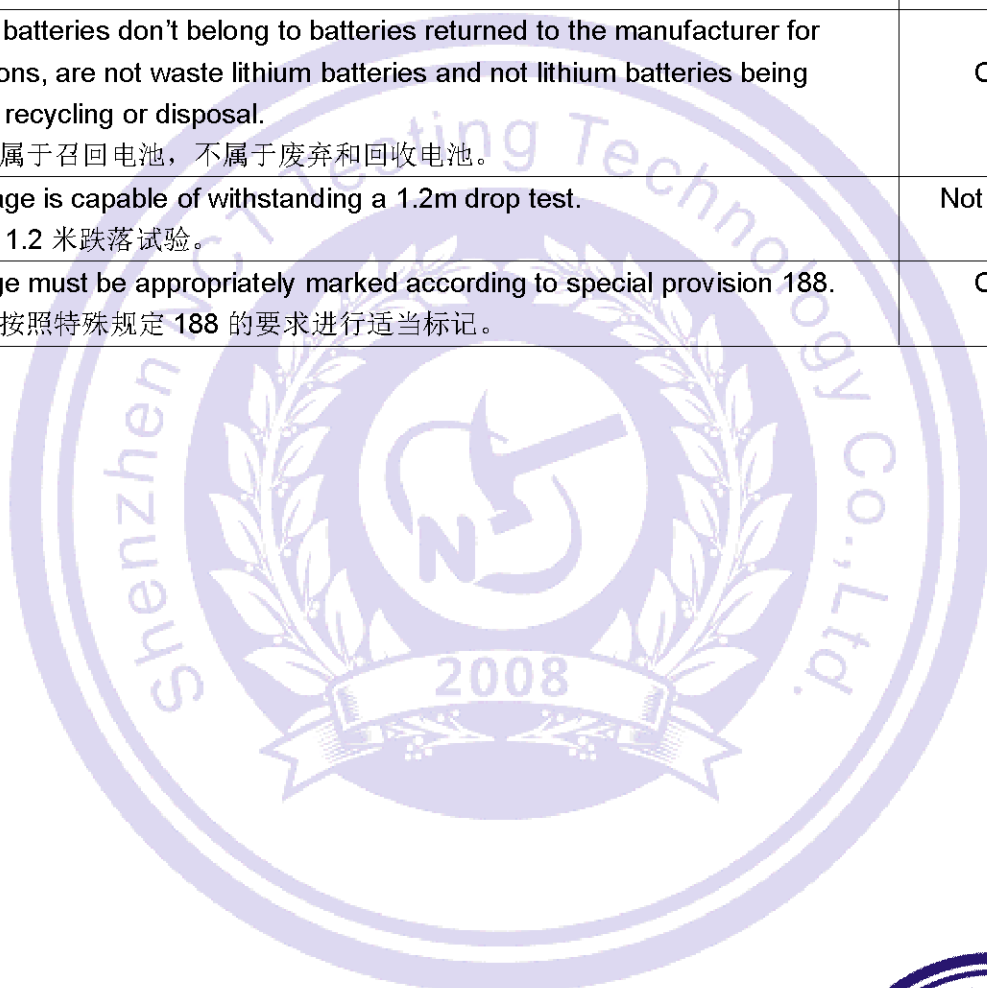 batteries don't belong to batteries returned to the manufacturer for
ons, are not waste lithium batteries and not lithium batteries being
recycling or disposal.
属于召回电池，不属于废弃和回收电池。
C
age is capable of withstanding a 1.2m drop test.
1.2 米跌落试验。
Not
ge must be appropriately marked according to special provision 188.
按照特殊规定 188 的要求进行适当标记。
C
Shenzhen NCT Testing Technology Co.,Ltd.
N
2008